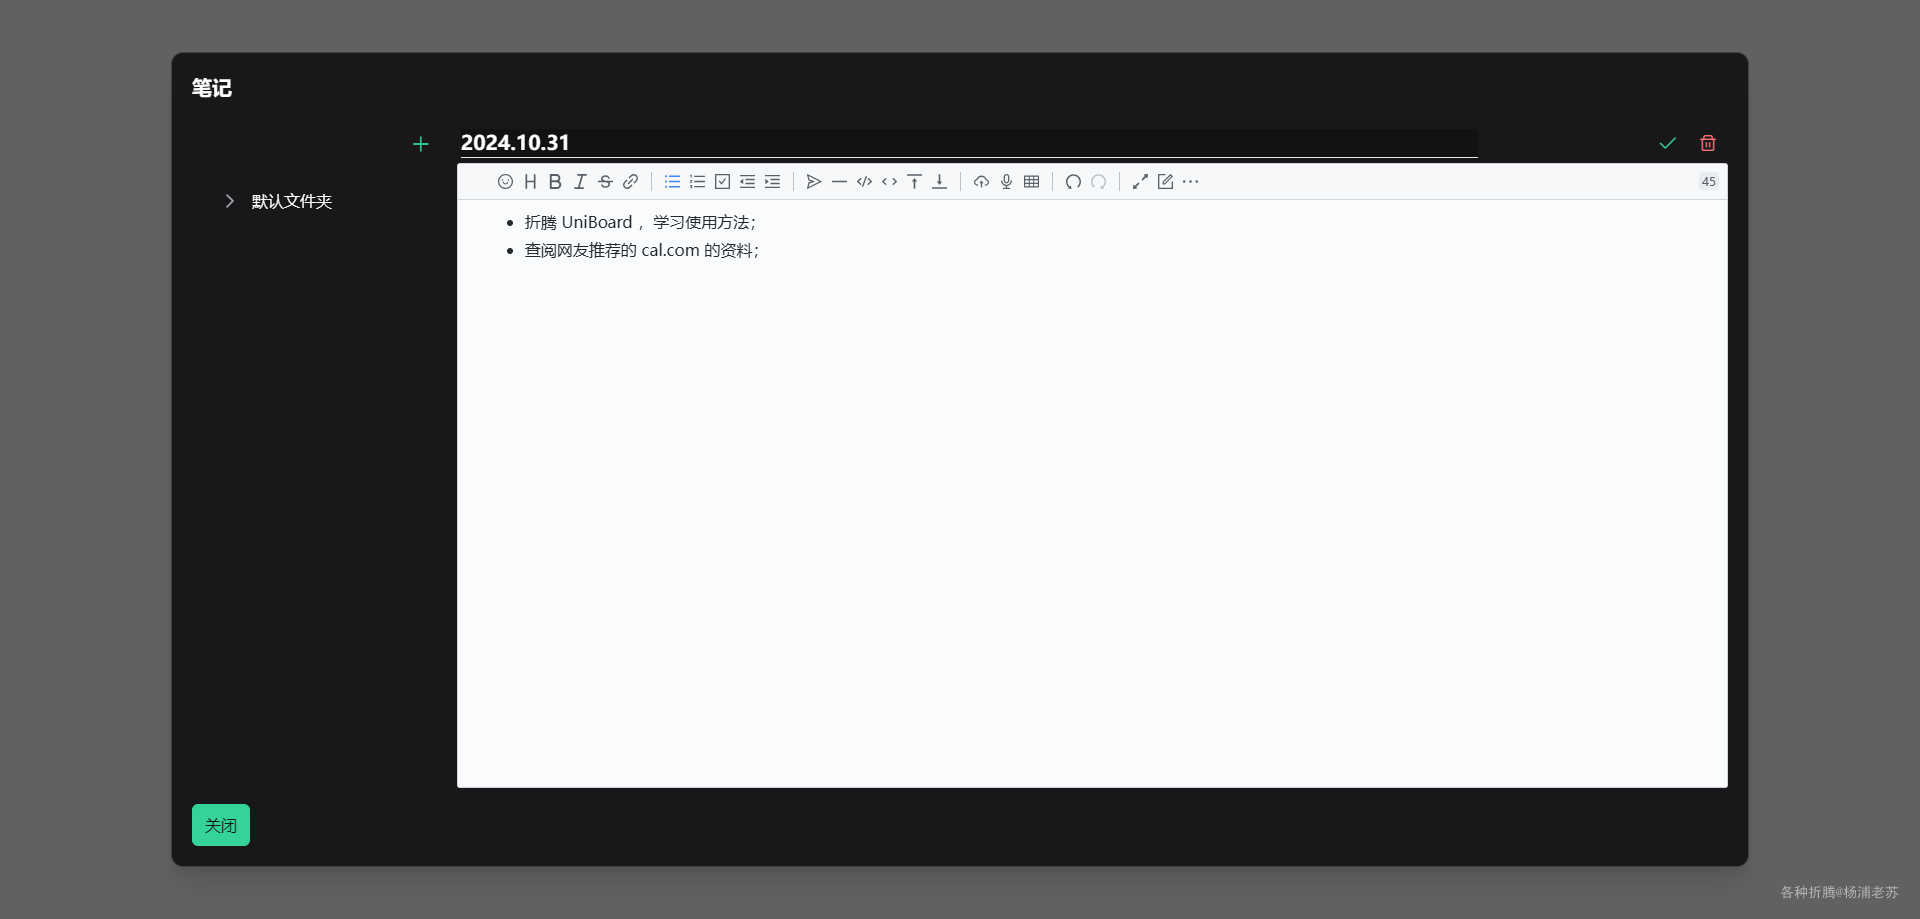 笔记
2024.10.31
45
默认文件夹
折腾 UniBoard ，学习使用方法；
查阅网友推荐的 cal.com 的资料；
关闭
各种折腾@杨浦老苏